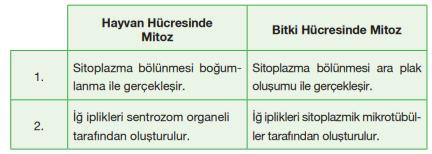 Hayvan Hücresinde
Mitoz
Bitki Hücresinde Mitoz
1.
Sitoplazma bölünmesi boğum-
lanma ile gerçekleşir.
Sitoplazma bölünmesi ara plak
oluşumu ile gerçekleşir.
2.
İğ iplikleri sentrozom organeli
tarafından oluşturulur.
İğ iplikleri sitoplazmik mikrotübül-
ler tarafından oluşturulur.